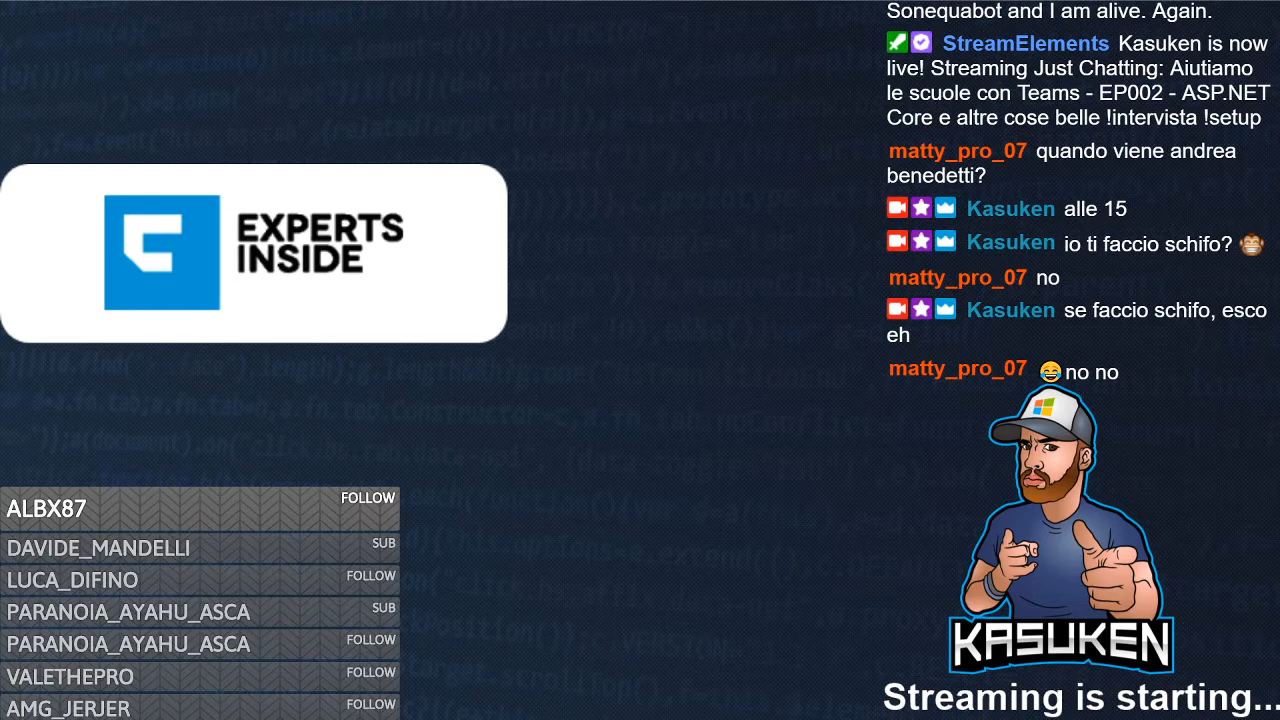 Sonequabot and I am alive. Again.
StreamElements Kasuken is now
live! Streaming Just Chatting: Aiutiamo
le scuole con Teams - EP002 - ASP.NET
Core e altre cose belle !intervista !setup
matty_pro_07 quando viene andrea
benedetti?
Kasuken alle 15
Kasuken io ti faccio schifo? 🐵
matty_pro_07 no
Kasuken se faccio schifo, esco
eh
matty_pro_07 😂 no no
EXPERTS
INSIDE
ALBX87 FOLLOW
DAVIDE_MANDELLI SUB
LUCA_DIFINO FOLLOW
PARANOIA_AYAHU_ASCA SUB
PARANOIA_AYAHU_ASCA FOLLOW
VALETHEPRO FOLLOW
AMG_JERJER FOLLOW
KASUKEN
Streaming is starting...